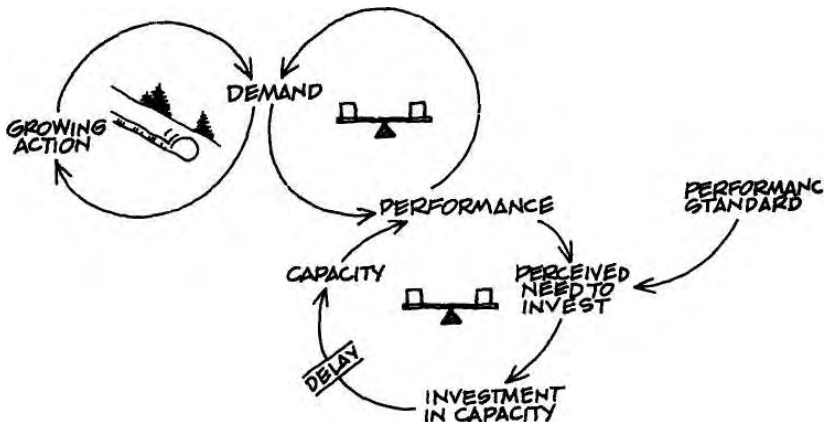 DEMAND
GROWING
ACTION
PERFORMANCE
PERFORMANC
STANDARD
CAPACITY
PERCEIVED
NEED TO
INVEST
DELAY
INVESTMENT
IN CAPACITY